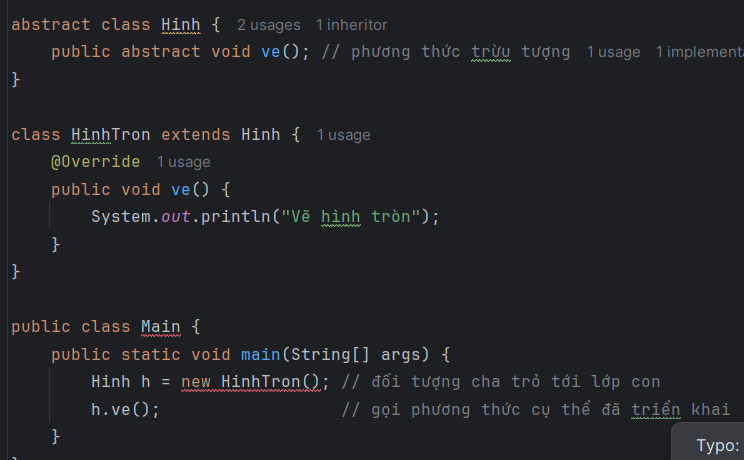 abstract class Hinh { 2 usages 1 inheritor
public abstract void ve(); // phương thức trừu tượng 1 usage
}
class HinhTron extends Hinh { 1 usage
@Override 1 usage
public void ve() {
System.out.println("Vẽ hình tròn");
}
}
public class Main {
public static void main(String[] args) {
Hinh h = new HinhTron(); // đối tượng cha trỏ tới lớp con
h.ve(); // gọi phương thức cụ thể đã triển khai
}
Typo: